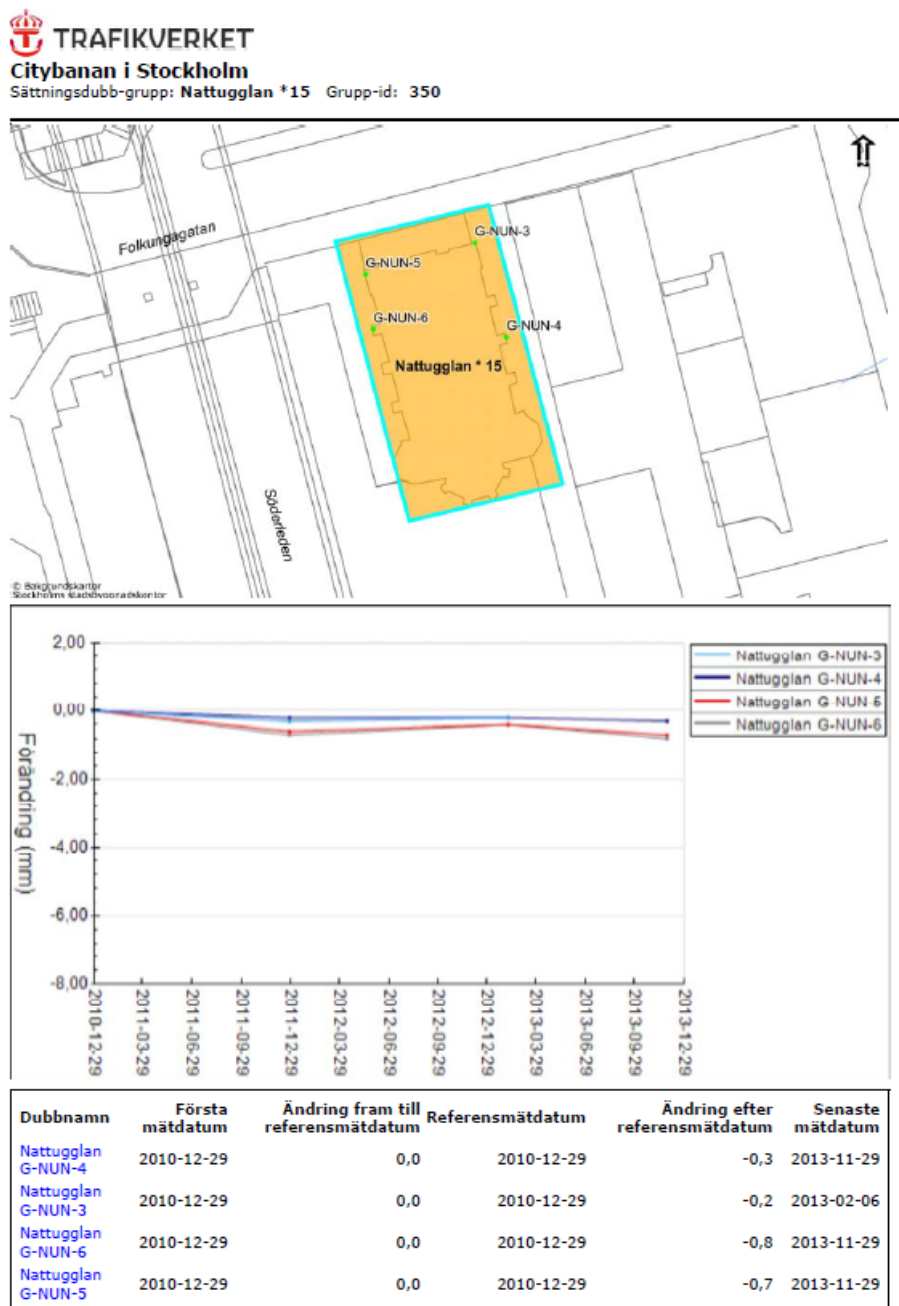 TRAFIKVERKET
Citybanan i Stockholm
Sättningsdubb-grupp: Nattugglan *15 Grupp-id: 350
Folkungagatan
G-NUN-3
G-NUN-5
G-NUN-6
G-NUN-4
Nattugglan * 15
Söderleden
© Bakgrundskartor
Stockholms stadsbyggnadskontor
2,00
0,00
-2,00
-4,00
-6,00
-8,00
Förändring (mm)
2010-12-29
2011-03-29
2011-06-29
2011-09-29
2011-12-29
2012-03-29
2012-06-29
2012-09-29
2012-12-29
2013-03-29
2013-06-29
2013-09-29
2013-12-29
Nattugglan G-NUN-3
Nattugglan G-NUN-4
Nattugglan G-NUN-5
Nattugglan G-NUN-6
Dubbnamn Första mätdatum Ändring fram till referensmätdatum Referensmätdatum Ändring efter referensmätdatum Senaste mätdatum
Nattugglan G-NUN-4 2010-12-29 0,0 2010-12-29 -0,3 2013-11-29
Nattugglan G-NUN-3 2010-12-29 0,0 2010-12-29 -0,2 2013-02-06
Nattugglan G-NUN-6 2010-12-29 0,0 2010-12-29 -0,8 2013-11-29
Nattugglan G-NUN-5 2010-12-29 0,0 2010-12-29 -0,7 2013-11-29